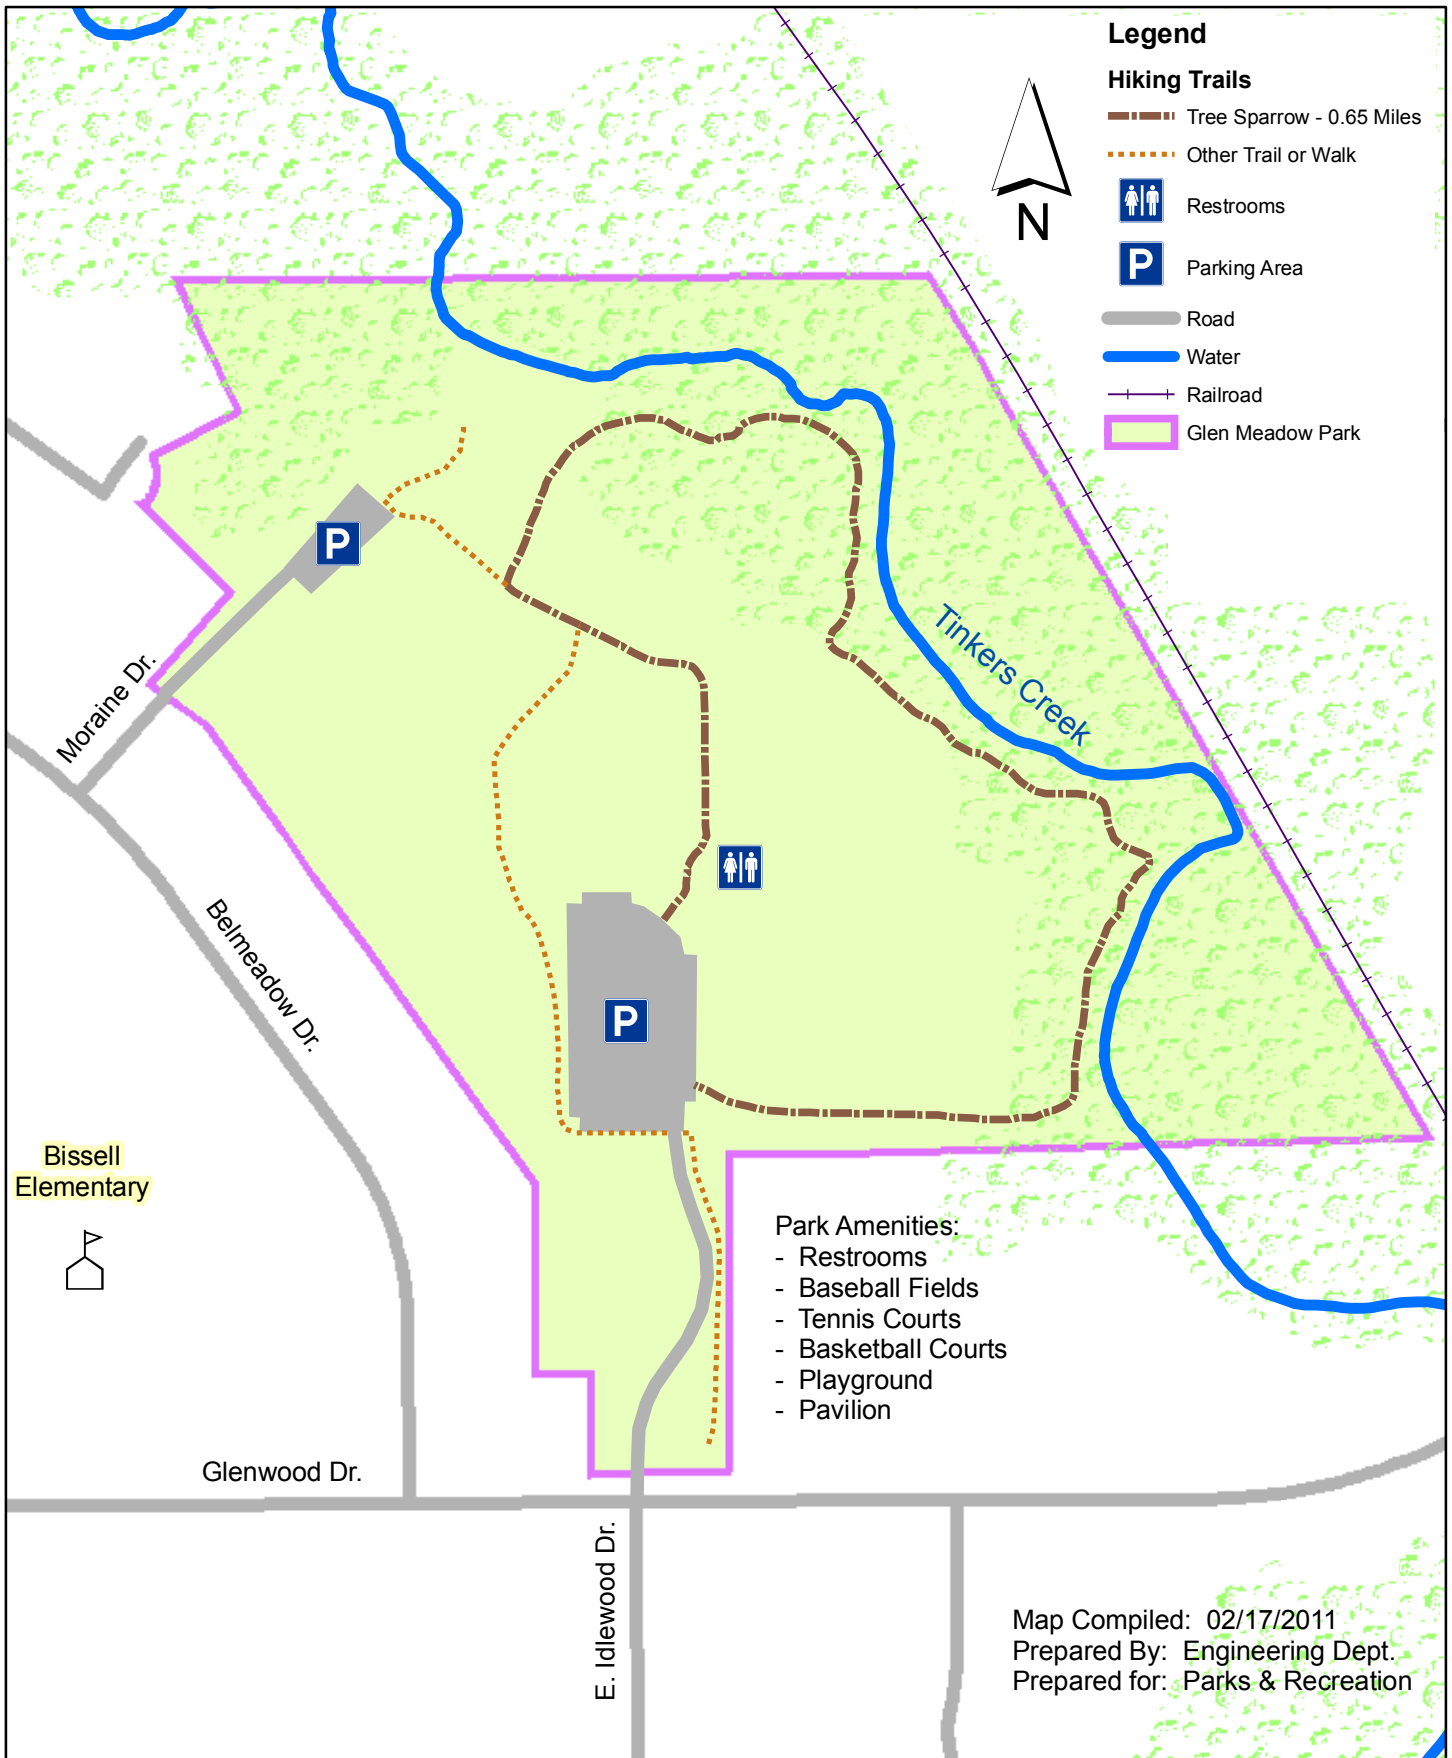 Legend
Hiking Trails
Tree Sparrow - 0.65 Miles
Other Trail or Walk
Restrooms
P Parking Area
Road
Water
Railroad
Glen Meadow Park
N
P
Tinkers Creek
Moraine Dr.
Belmeadow Dr.
P
Bissell
Elementary
Park Amenities:
- Restrooms
- Baseball Fields
- Tennis Courts
- Basketball Courts
- Playground
- Pavilion
Glenwood Dr.
E. Idlewood Dr.
Map Compiled: 02/17/2011
Prepared By: Engineering Dept.
Prepared for: Parks & Recreation